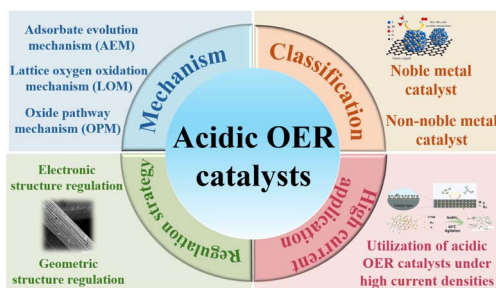 Adsorbate evolution
mechanism (AEM)
Lattice oxygen oxidation
mechanism (LOM)
Oxide pathway
mechanism (OPM)
Mechanism
Classification
Noble metal
catalyst
Non-noble metal
catalyst
Acidic OER
catalysts
Electronic
structure regulation
Geometric
structure regulation
Regulation strategy
High current
application
Utilization of acidic
OER catalysts under
high current densities